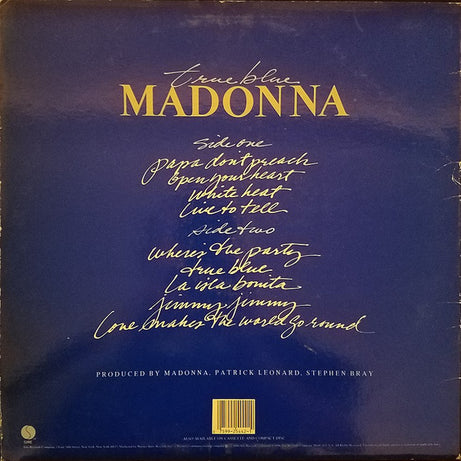 true blue
MADONNA
side one
papa don't preach
open your heart
white heat
live to tell
side two
where's the party
true blue
la isla bonita
jimmy jimmy
love makes the world go round
PRODUCED BY MADONNA, PATRICK LEONARD, STEPHEN BRAY
ALSO AVAILABLE ON CASSETTE AND COMPACT DISC